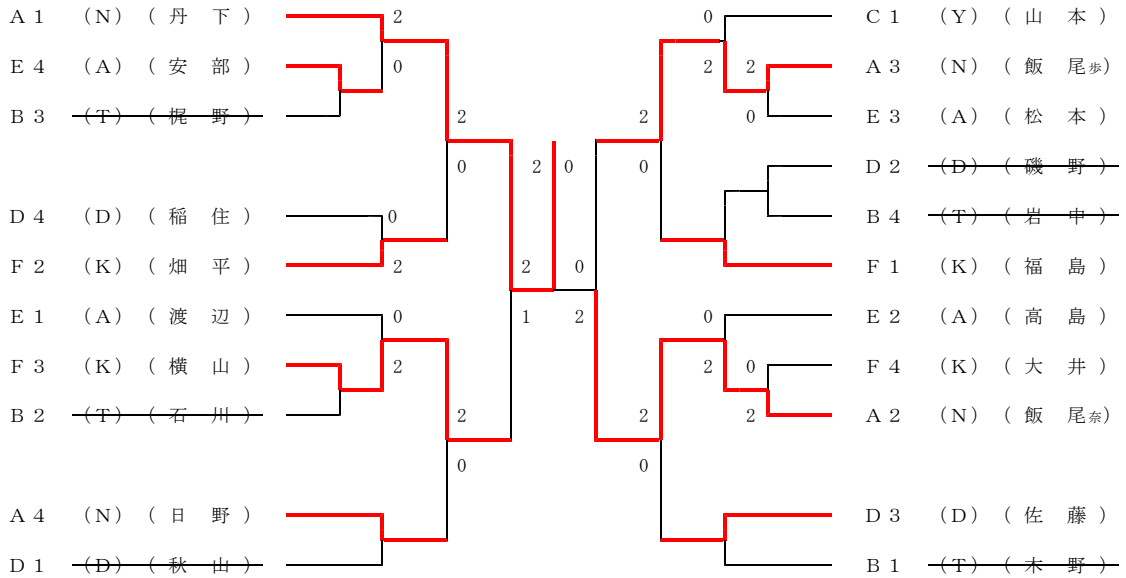 A1 (N) (丹下) 2 0 C1 (Y) (山本)
E4 (A) (安部) 0 2 2 A3 (N) (飯尾歩)
B3 (T) (梶野) 2 2 0 E3 (A) (松本)
0 2 0 0 D2 (D) (磯野)
D4 (D) (稲住) 0 B4 (T) (岩中)
F2 (K) (畑平) 2 2 0 F1 (K) (福島)
E1 (A) (渡辺) 0 1 2 0 E2 (A) (高島)
F3 (K) (横山) 2 2 0 F4 (K) (大井)
B2 (T) (石川) 2 2 2 A2 (N) (飯尾奈)
0 0
A4 (N) (日野) D3 (D) (佐藤)
D1 (D) (秋山) B1 (T) (木野)